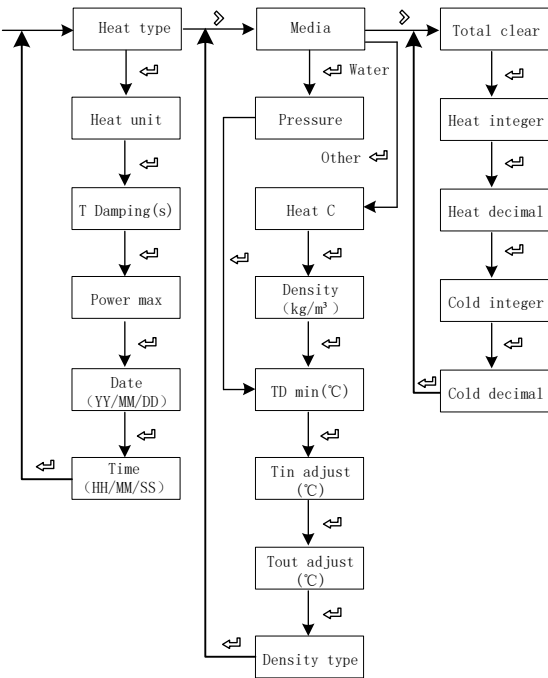 Heat type
Heat unit
T Damping(s)
Power max
Date
(YY/MM/DD)
Time
(HH/MM/SS)
Media
Water
Pressure
Other
Heat C
Density
(kg/m³)
TD min(℃)
Tin adjust
(℃)
Tout adjust
(℃)
Density type
Total clear
Heat integer
Heat decimal
Cold integer
Cold decimal